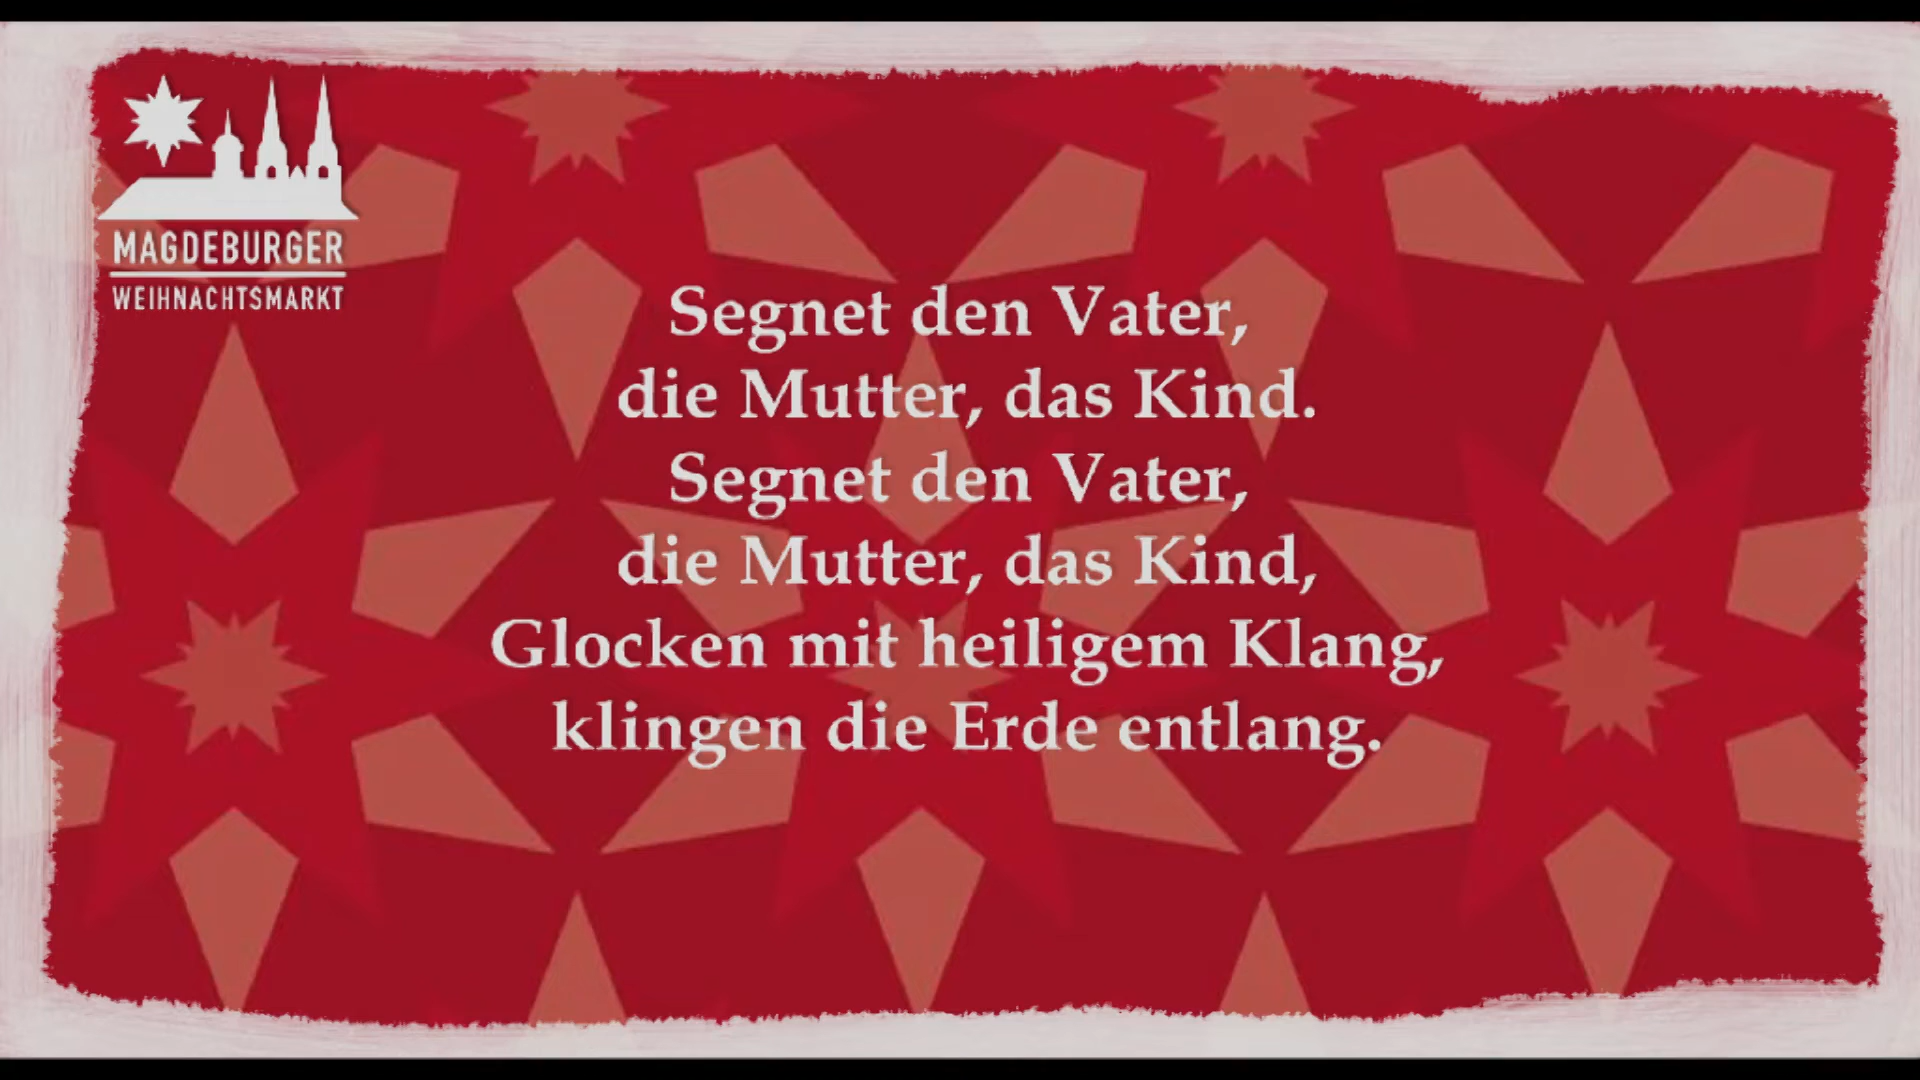 MAGDEBURGER
WEIHNACHTSMARKT
Segnet den Vater,
die Mutter, das Kind.
Segnet den Vater,
die Mutter, das Kind,
Glocken mit heiligem Klang,
klingen die Erde entlang.